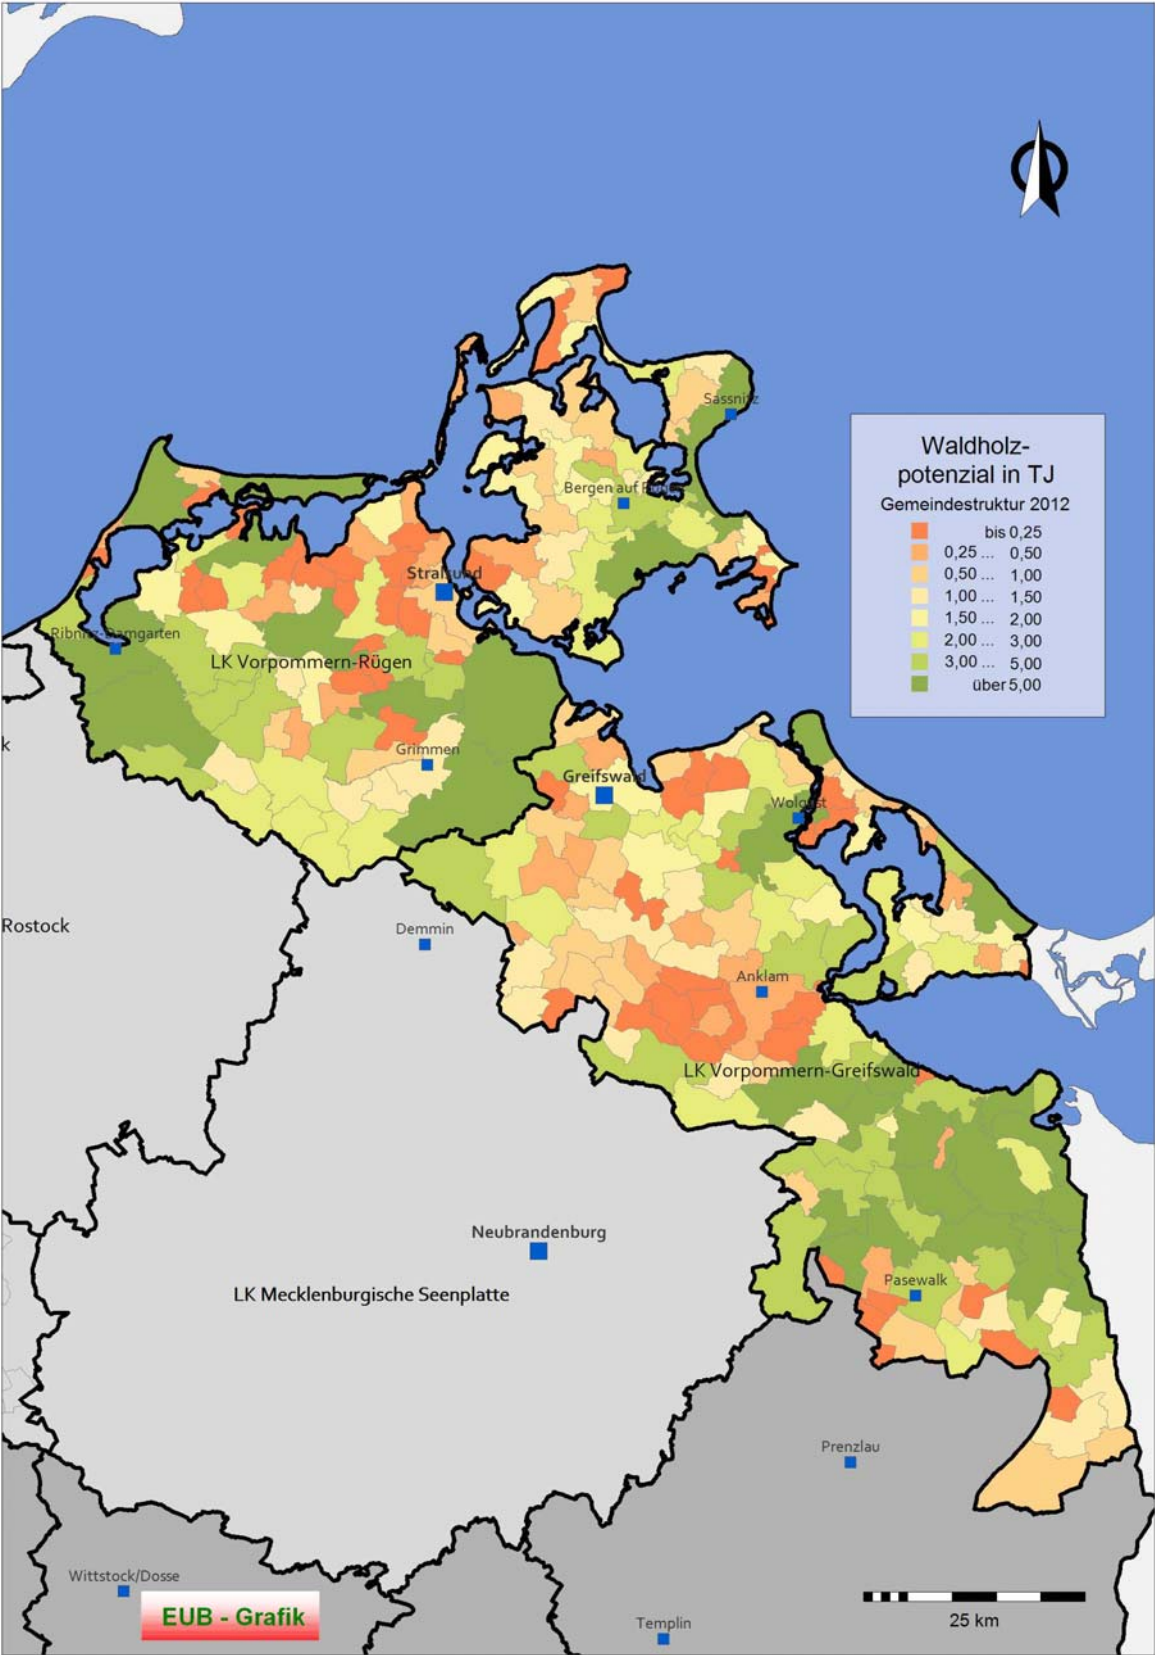 Sassnitz
Waldholz-
potenzial in TJ
Gemeindestruktur 2012
bis 0,25
0,25 ... 0,50
0,50 ... 1,00
1,00 ... 1,50
1,50 ... 2,00
2,00 ... 3,00
3,00 ... 5,00
über 5,00
Bergen auf Rügen
Stralsund
Ribnitz-Damgarten
LK Vorpommern-Rügen
k
Grimmen
Greifswald
Wolgast
Rostock
Demmin
Anklam
LK Vorpommern-Greifswald
Neubrandenburg
Pasewalk
LK Mecklenburgische Seenplatte
Prenzlau
Wittstock/Dosse
EUB - Grafik
25 km
Templin